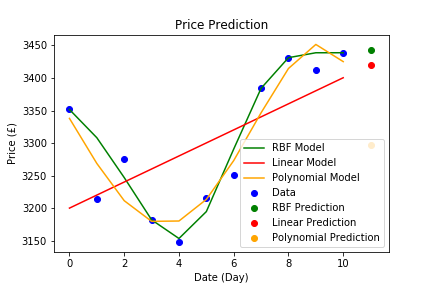 Price Prediction
3450
3400
3350
3300
3250
3200
3150
Price (£)
RBF Model
Linear Model
Polynomial Model
Data
RBF Prediction
Linear Prediction
Polynomial Prediction
0
2
4
6
8
10
Date (Day)